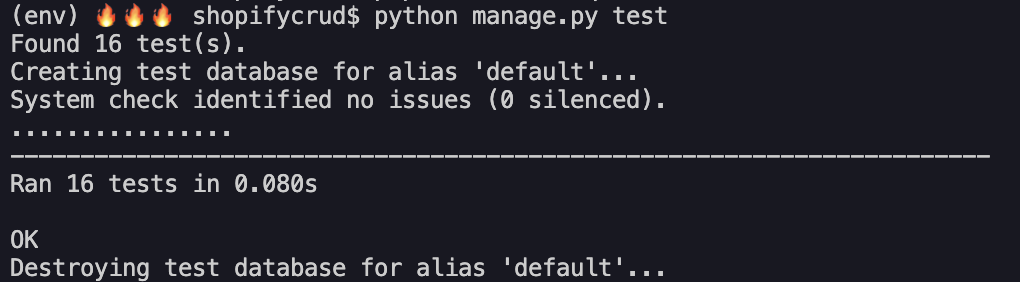 (env) 🔥🔥🔥 shopifycrud$ python manage.py test
Found 16 test(s).
Creating test database for alias 'default'...
System check identified no issues (0 silenced).
................
----------------------------------------------------------------------
Ran 16 tests in 0.080s
OK
Destroying test database for alias 'default'...